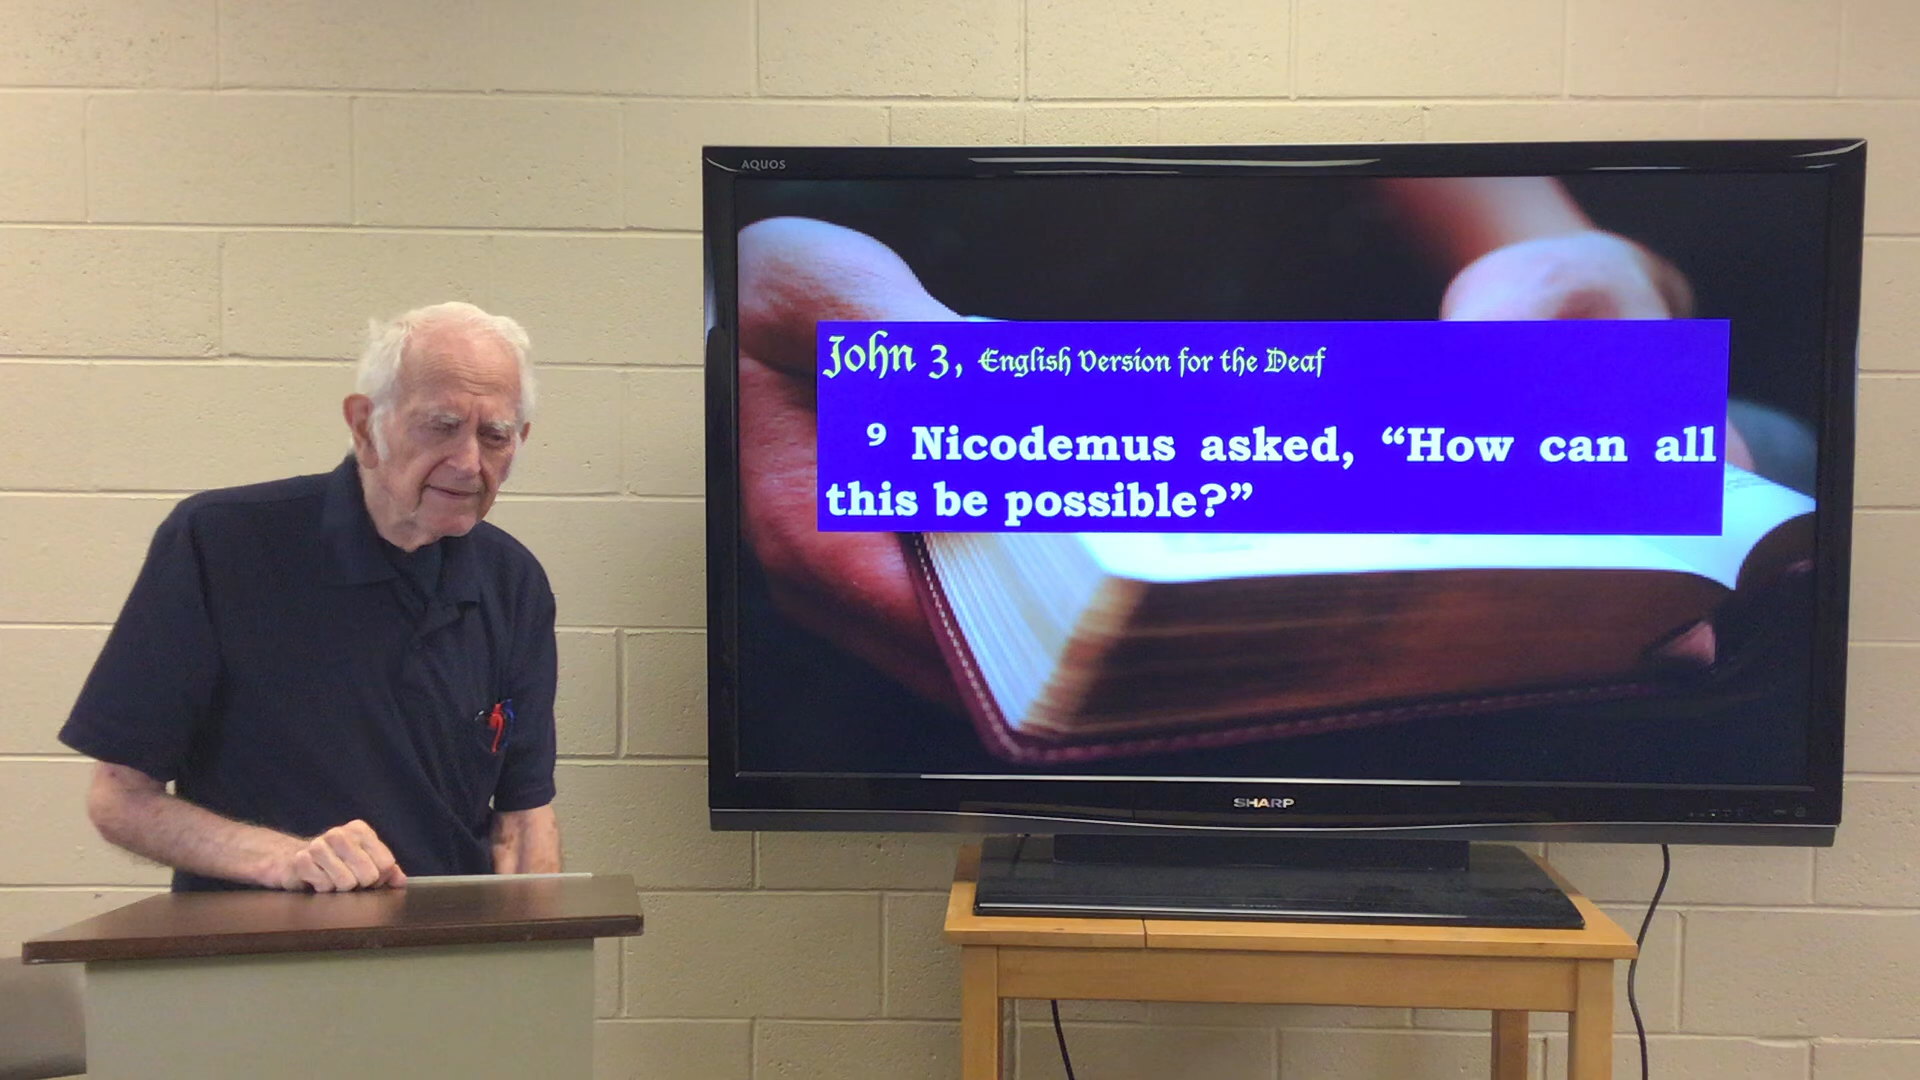 AQUOS
John 3, English Version for the Deaf
9 Nicodemus asked, “How can all
this be possible?”
SHARP